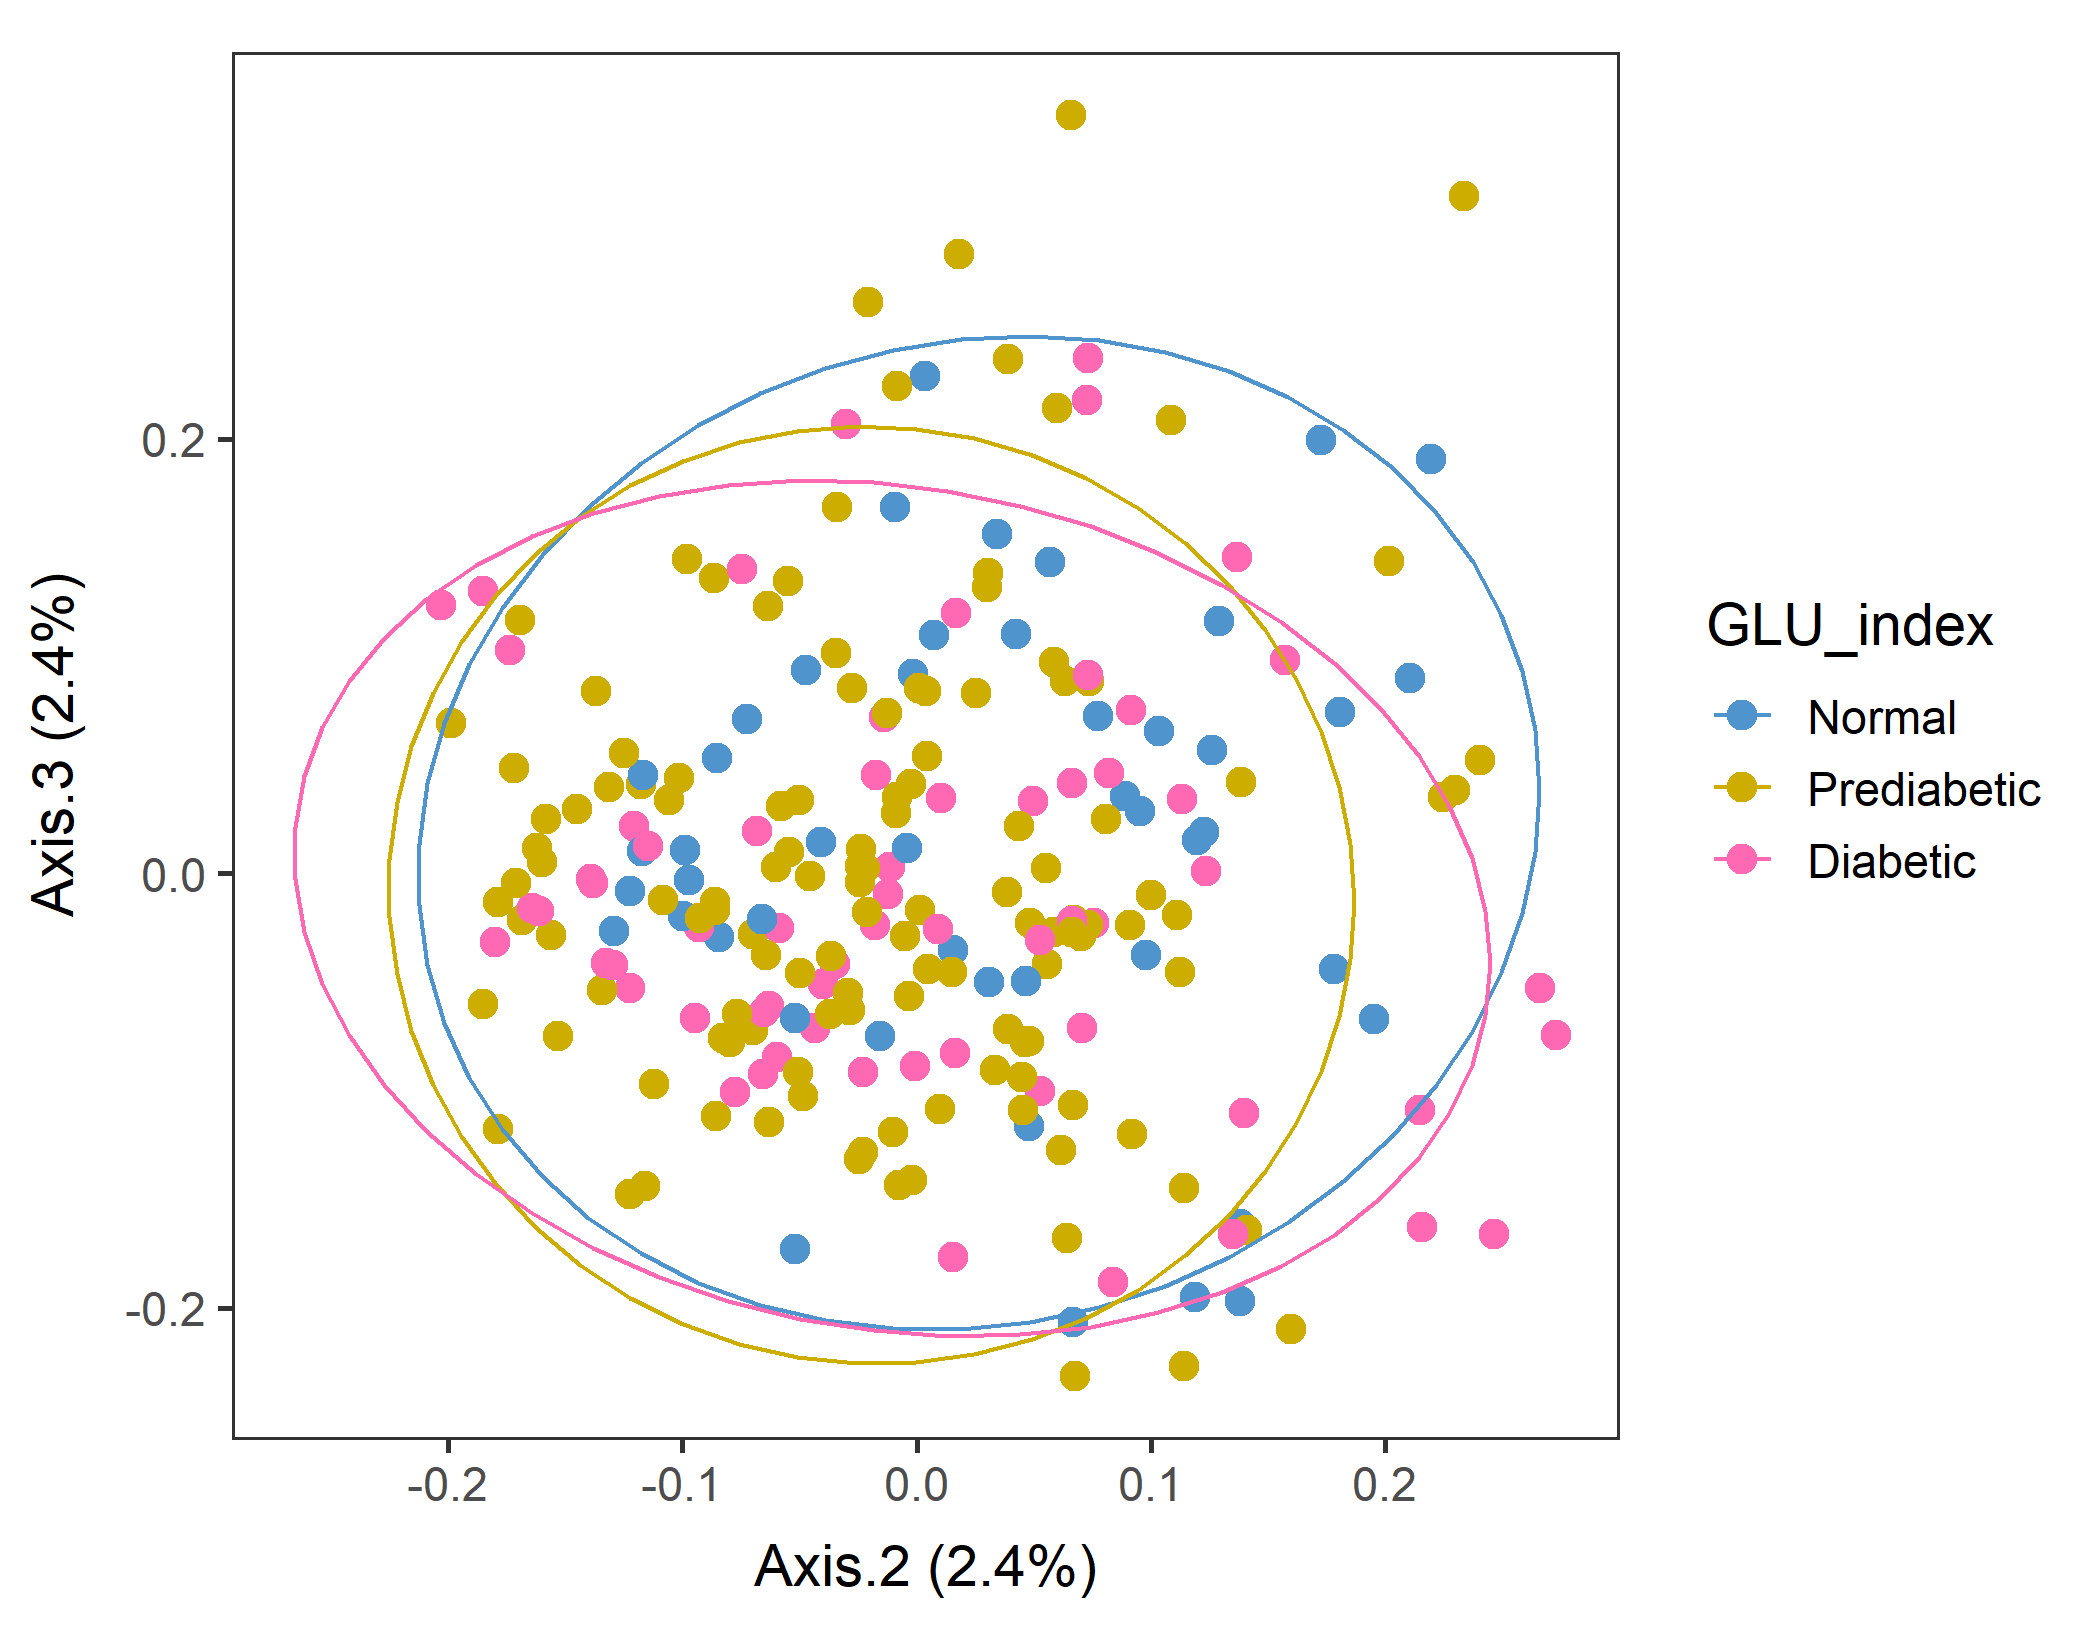 Axis.3 (2.4%)
0.2
0.0
-0.2
-0.2
-0.1
0.0
0.1
0.2
Axis.2 (2.4%)
GLU_index
Normal
Prediabetic
Diabetic